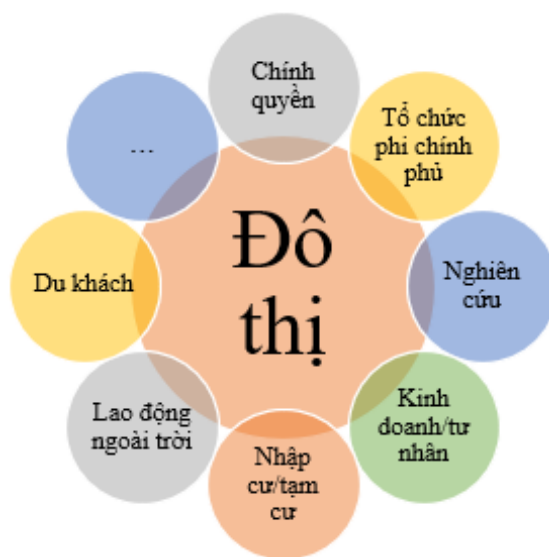 Đô
thị
Chính
quyền
Tổ chức
phi chính
phủ
Nghiên
cứu
Kinh
doanh/tư
nhân
Nhập
cư/tạm
cư
Lao động
ngoài trời
Du khách
…